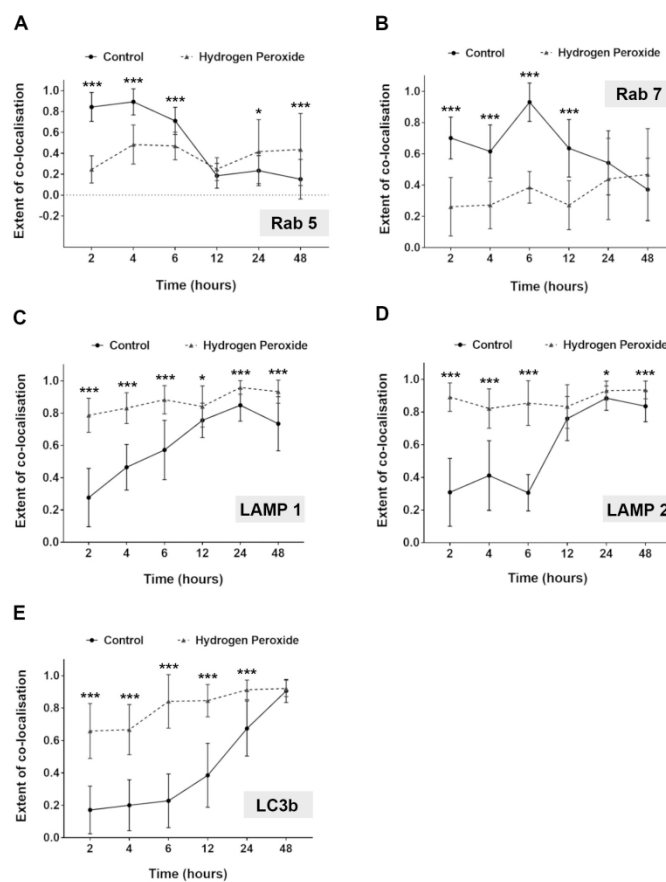 A
Control
Hydrogen Peroxide
***
***
***
*
***
Extent of co-localisation
1.0
0.8
0.6
0.4
0.2
0.0
-0.2
2
4
6
12
24
48
Rab 5
Time (hours)
B
Control
Hydrogen Peroxide
***
***
***
***
Rab 7
Extent of co-localisation
1.0
0.8
0.6
0.4
0.2
0.0
2
4
6
12
24
48
Time (hours)
C
Control
Hydrogen Peroxide
***
***
***
*
***
***
Extent of co-localisation
1.0
0.8
0.6
0.4
0.2
0.0
LAMP 1
2
4
6
12
24
48
Time (hours)
D
Control
Hydrogen Peroxide
***
***
***
*
***
Extent of co-localisation
1.0
0.8
0.6
0.4
0.2
0.0
LAMP 2
2
4
6
12
24
48
Time (hours)
E
Control
Hydrogen Peroxide
***
***
***
***
***
Extent of co-localisation
1.0
0.8
0.6
0.4
0.2
0.0
LC3b
2
4
6
12
24
48
Time (hours)